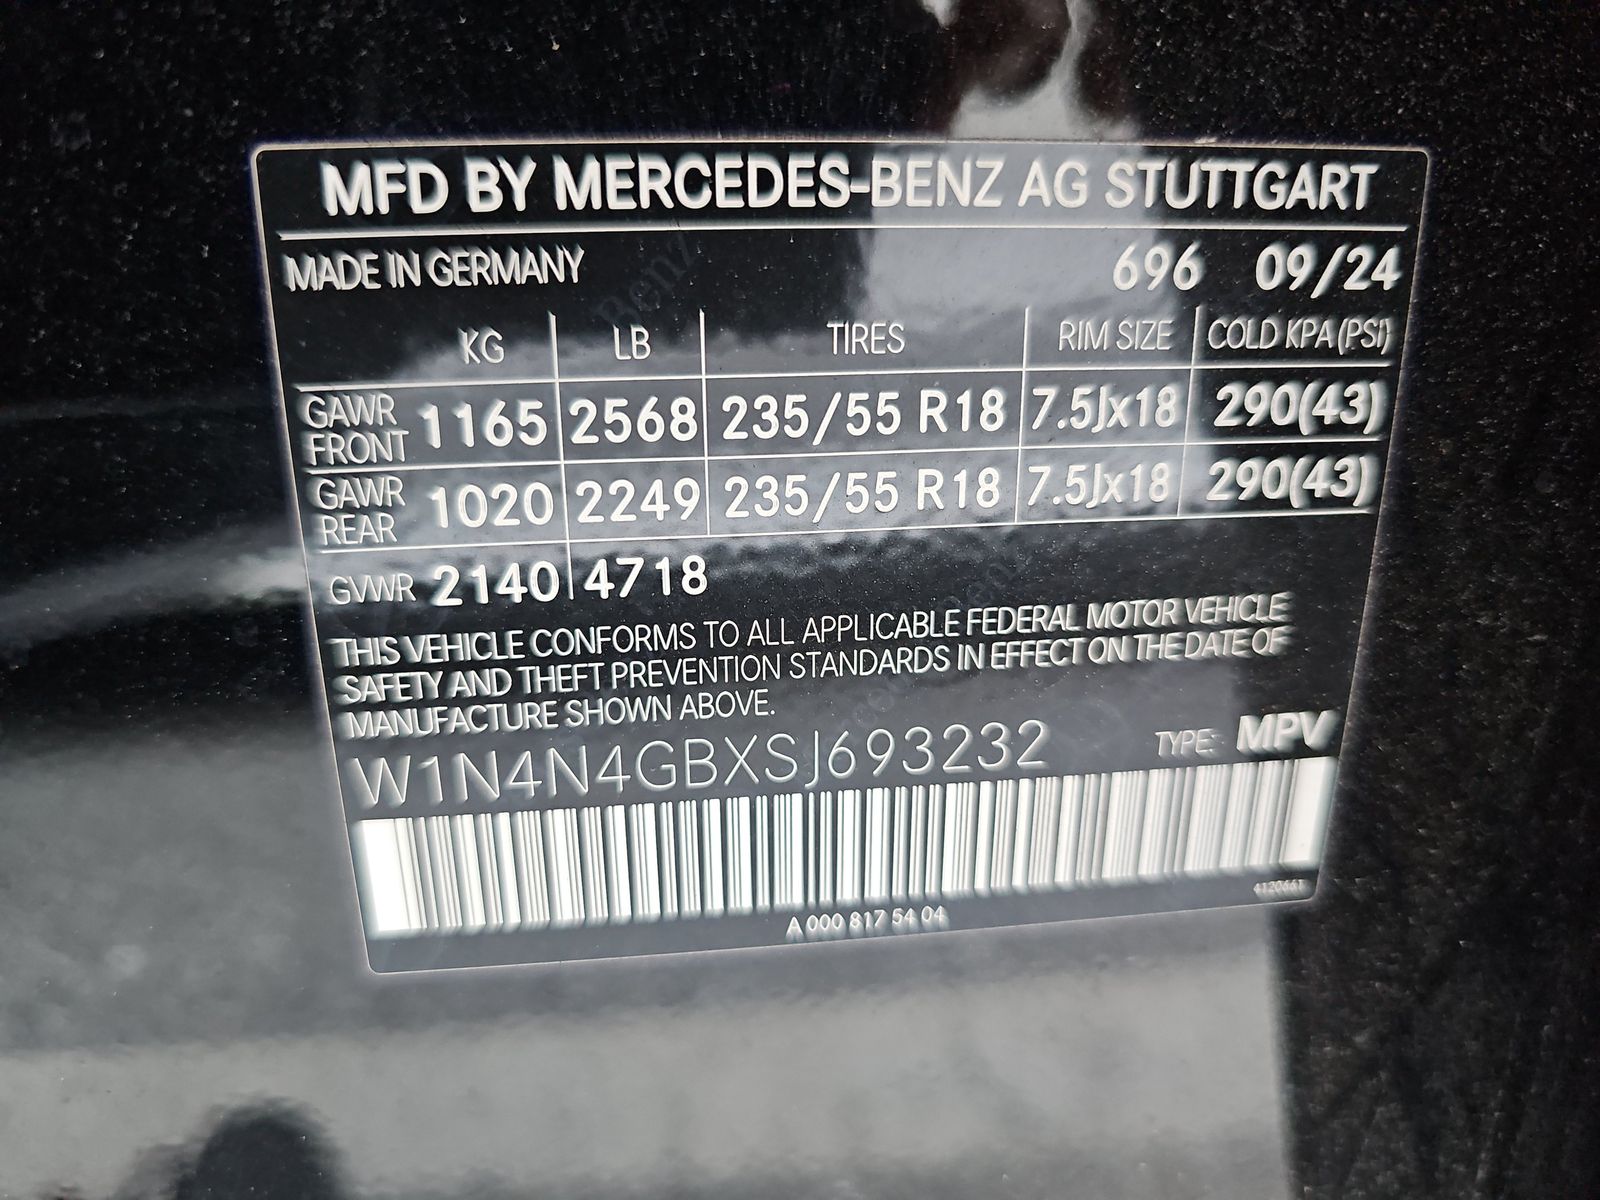 MFD BY MERCEDES-BENZ AG STUTTGART
MADE IN GERMANY 696 09/24
KG LB TIRES RIM SIZE COLD KPA(PSI)
GAWR FRONT 1165 2568 235/55 R18 7.5Jx18 290(43)
GAWR REAR 1020 2249 235/55 R18 7.5Jx18 290(43)
GVWR 2140 4718
THIS VEHICLE CONFORMS TO ALL APPLICABLE FEDERAL MOTOR VEHICLE
SAFETY AND THEFT PREVENTION STANDARDS IN EFFECT ON THE DATE OF
MANUFACTURE SHOWN ABOVE.
W1N4N4GBXSJ693232 TYPE: MPV
A 000 817 54 04
4120661